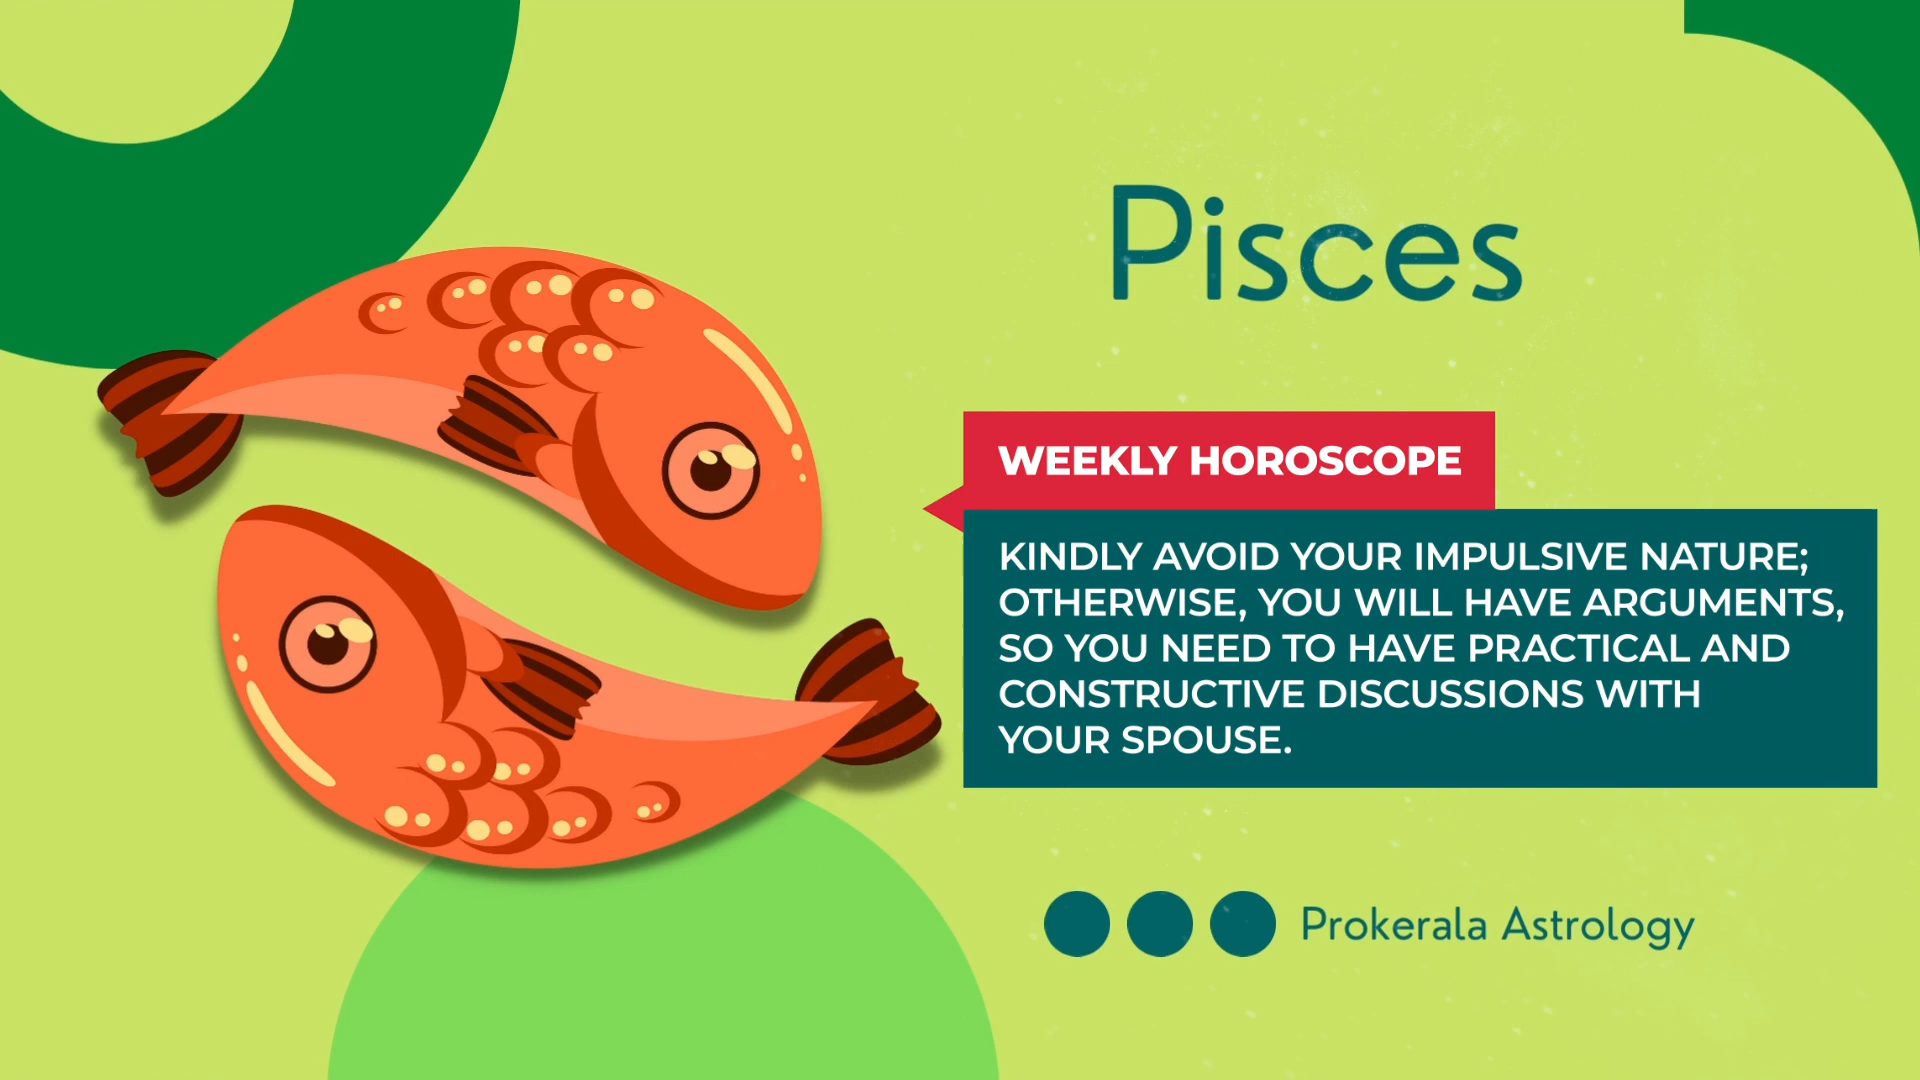 Pisces
WEEKLY HOROSCOPE
KINDLY AVOID YOUR IMPULSIVE NATURE;
OTHERWISE, YOU WILL HAVE ARGUMENTS,
SO YOU NEED TO HAVE PRACTICAL AND
CONSTRUCTIVE DISCUSSIONS WITH
YOUR SPOUSE.
Prokerala Astrology